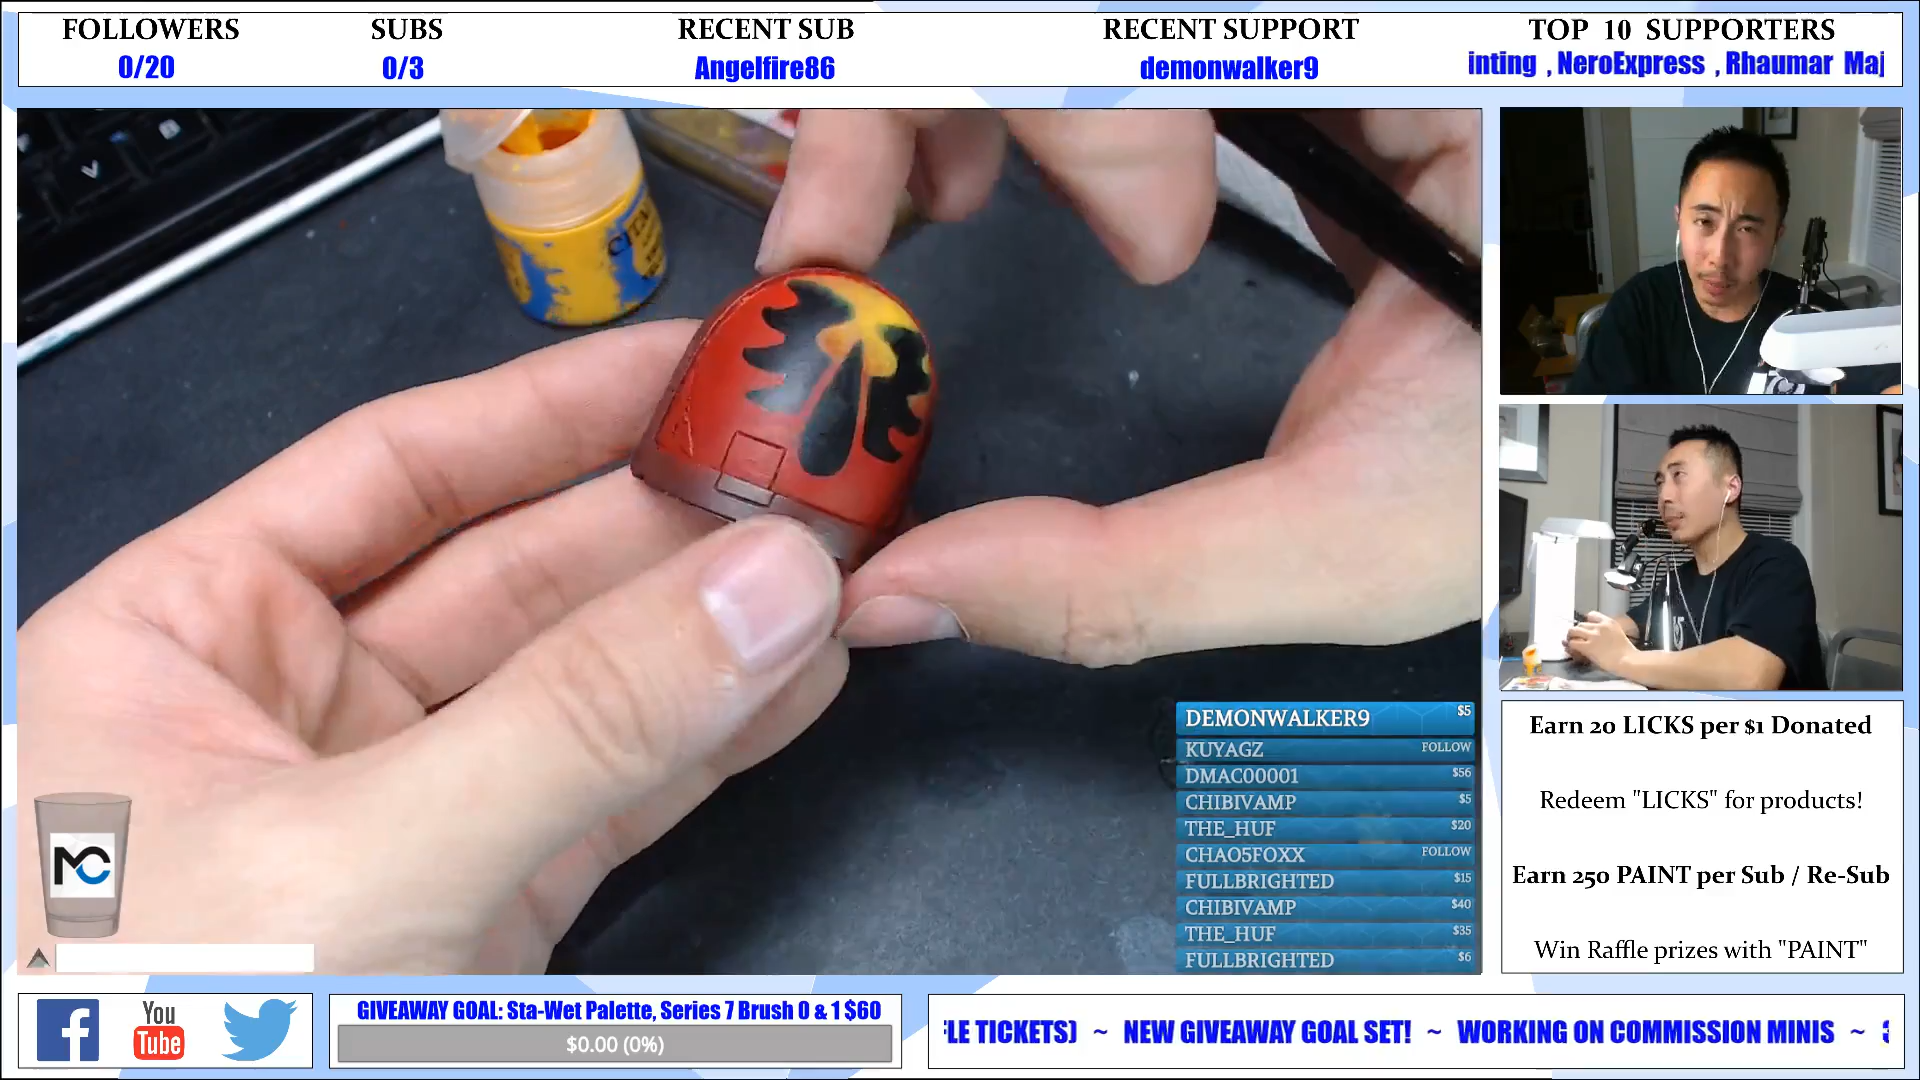 FOLLOWERS
0/20
SUBS
0/3
RECENT SUB
Angelfire86
RECENT SUPPORT
demonwalker9
TOP 10 SUPPORTERS
inting , NeroExpress , Rhaumar Maj
V
B
DEMONWALKER9 $5
KUYAGZ FOLLOW
DMAC00001 $56
CHIBIVAMP $5
THE_HUF $20
CHAO5FOXX FOLLOW
FULLBRIGHTED $15
CHIBIVAMP $40
THE_HUF $35
FULLBRIGHTED $6
Earn 20 LICKS per $1 Donated
Redeem "LICKS" for products!
Earn 250 PAINT per Sub / Re-Sub
Win Raffle prizes with "PAINT"
MC
f
You
Tube
GIVEAWAY GOAL: Sta-Wet Palette, Series 7 Brush 0 & 1 $60
$0.00 (0%)
LE TICKETS) ~ NEW GIVEAWAY GOAL SET! ~ WORKING ON COMMISSION MINIS ~